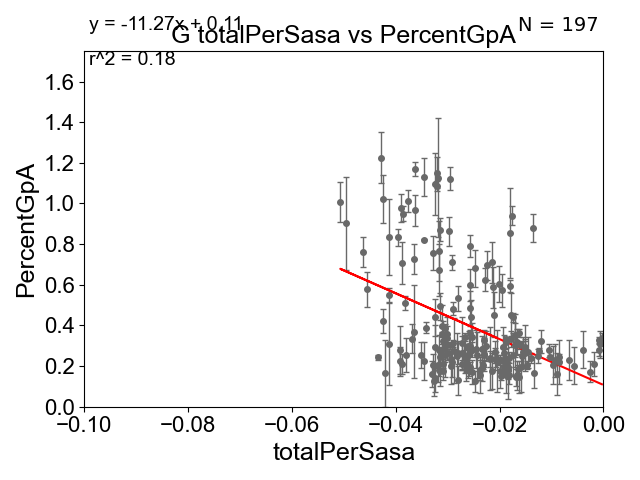 y = -11.27x + 0.11
G totalPerSasa vs PercentGpA
N = 197
r^2 = 0.18
PercentGpA
1.6
1.4
1.2
1.0
0.8
0.6
0.4
0.2
0.0
−0.10
−0.08
−0.06
−0.04
−0.02
0.00
totalPerSasa